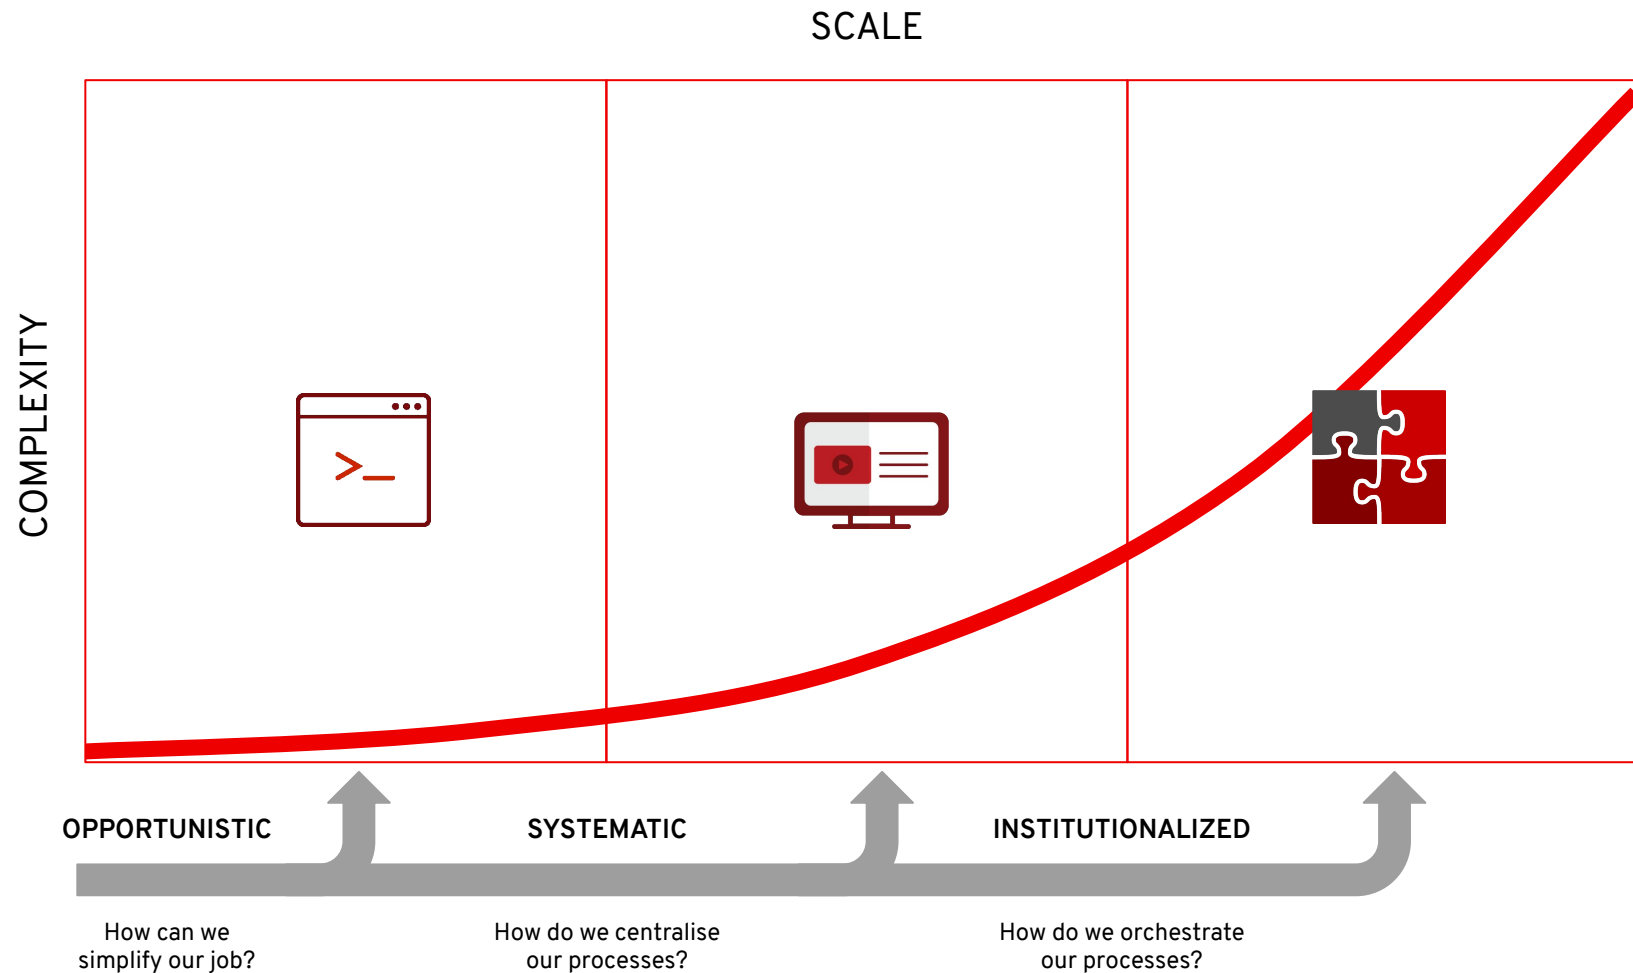 SCALE
COMPLEXITY
>_
OPPORTUNISTIC
SYSTEMATIC
INSTITUTIONALIZED
How can we
simplify our job?
How do we centralise
our processes?
How do we orchestrate
our processes?